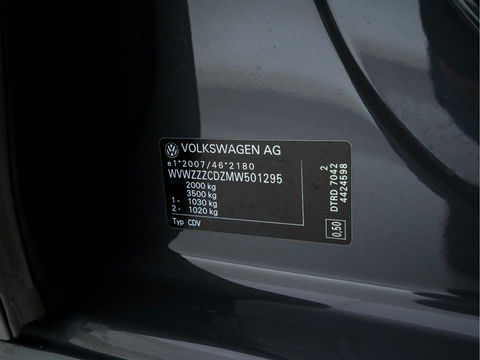 VOLKSWAGEN AG
e1*2007/46*2180
WVWZZZCDZMW501295
2000 kg
3500 kg
1- 1030 kg
2- 1020 kg
Typ CDV
2
DTRD 7042
4424598
0.50